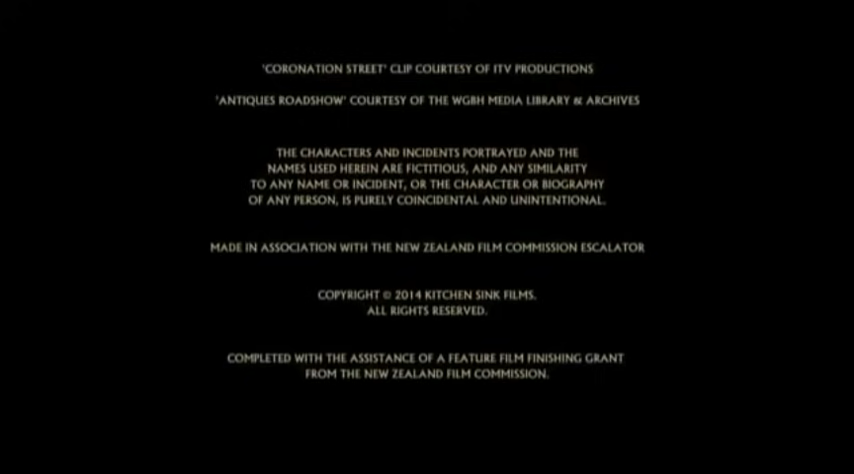 'CORONATION STREET' CLIP COURTESY OF ITV PRODUCTIONS
'ANTIQUES ROADSHOW' COURTESY OF THE WGBH MEDIA LIBRARY & ARCHIVES
THE CHARACTERS AND INCIDENTS PORTRAYED AND THE
NAMES USED HEREIN ARE FICTITIOUS, AND ANY SIMILARITY
TO ANY NAME OR INCIDENT, OR THE CHARACTER OR BIOGRAPHY
OF ANY PERSON, IS PURELY COINCIDENTAL AND UNINTENTIONAL.
MADE IN ASSOCIATION WITH THE NEW ZEALAND FILM COMMISSION ESCALATOR
COPYRIGHT © 2014 KITCHEN SINK FILMS.
ALL RIGHTS RESERVED.
COMPLETED WITH THE ASSISTANCE OF A FEATURE FILM FINISHING GRANT
FROM THE NEW ZEALAND FILM COMMISSION.